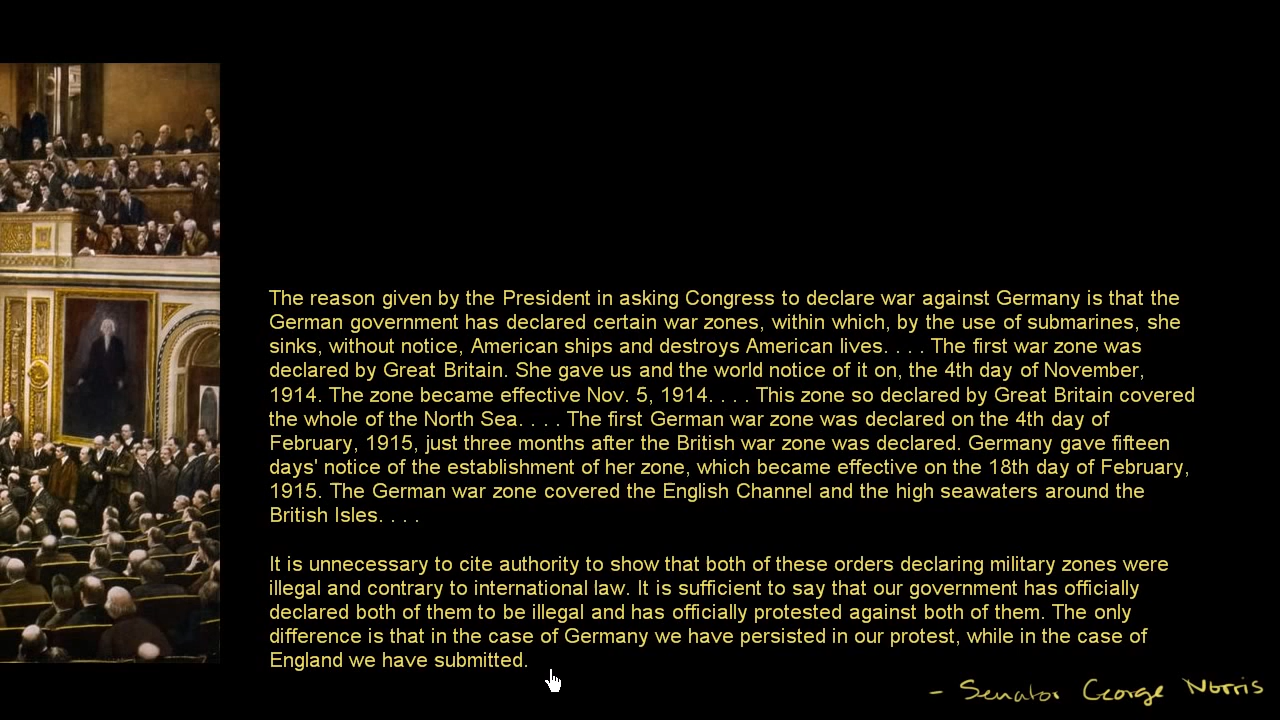 The reason given by the President in asking Congress to declare war against Germany is that the
German government has declared certain war zones, within which, by the use of submarines, she
sinks, without notice, American ships and destroys American lives. . . . The first war zone was
declared by Great Britain. She gave us and the world notice of it on, the 4th day of November,
1914. The zone became effective Nov. 5, 1914. . . . This zone so declared by Great Britain covered
the whole of the North Sea. . . . The first German war zone was declared on the 4th day of
February, 1915, just three months after the British war zone was declared. Germany gave fifteen
days' notice of the establishment of her zone, which became effective on the 18th day of February,
1915. The German war zone covered the English Channel and the high seawaters around the
British Isles. . . .
It is unnecessary to cite authority to show that both of these orders declaring military zones were
illegal and contrary to international law. It is sufficient to say that our government has officially
declared both of them to be illegal and has officially protested against both of them. The only
difference is that in the case of Germany we have persisted in our protest, while in the case of
England we have submitted.
- Senator George Norris